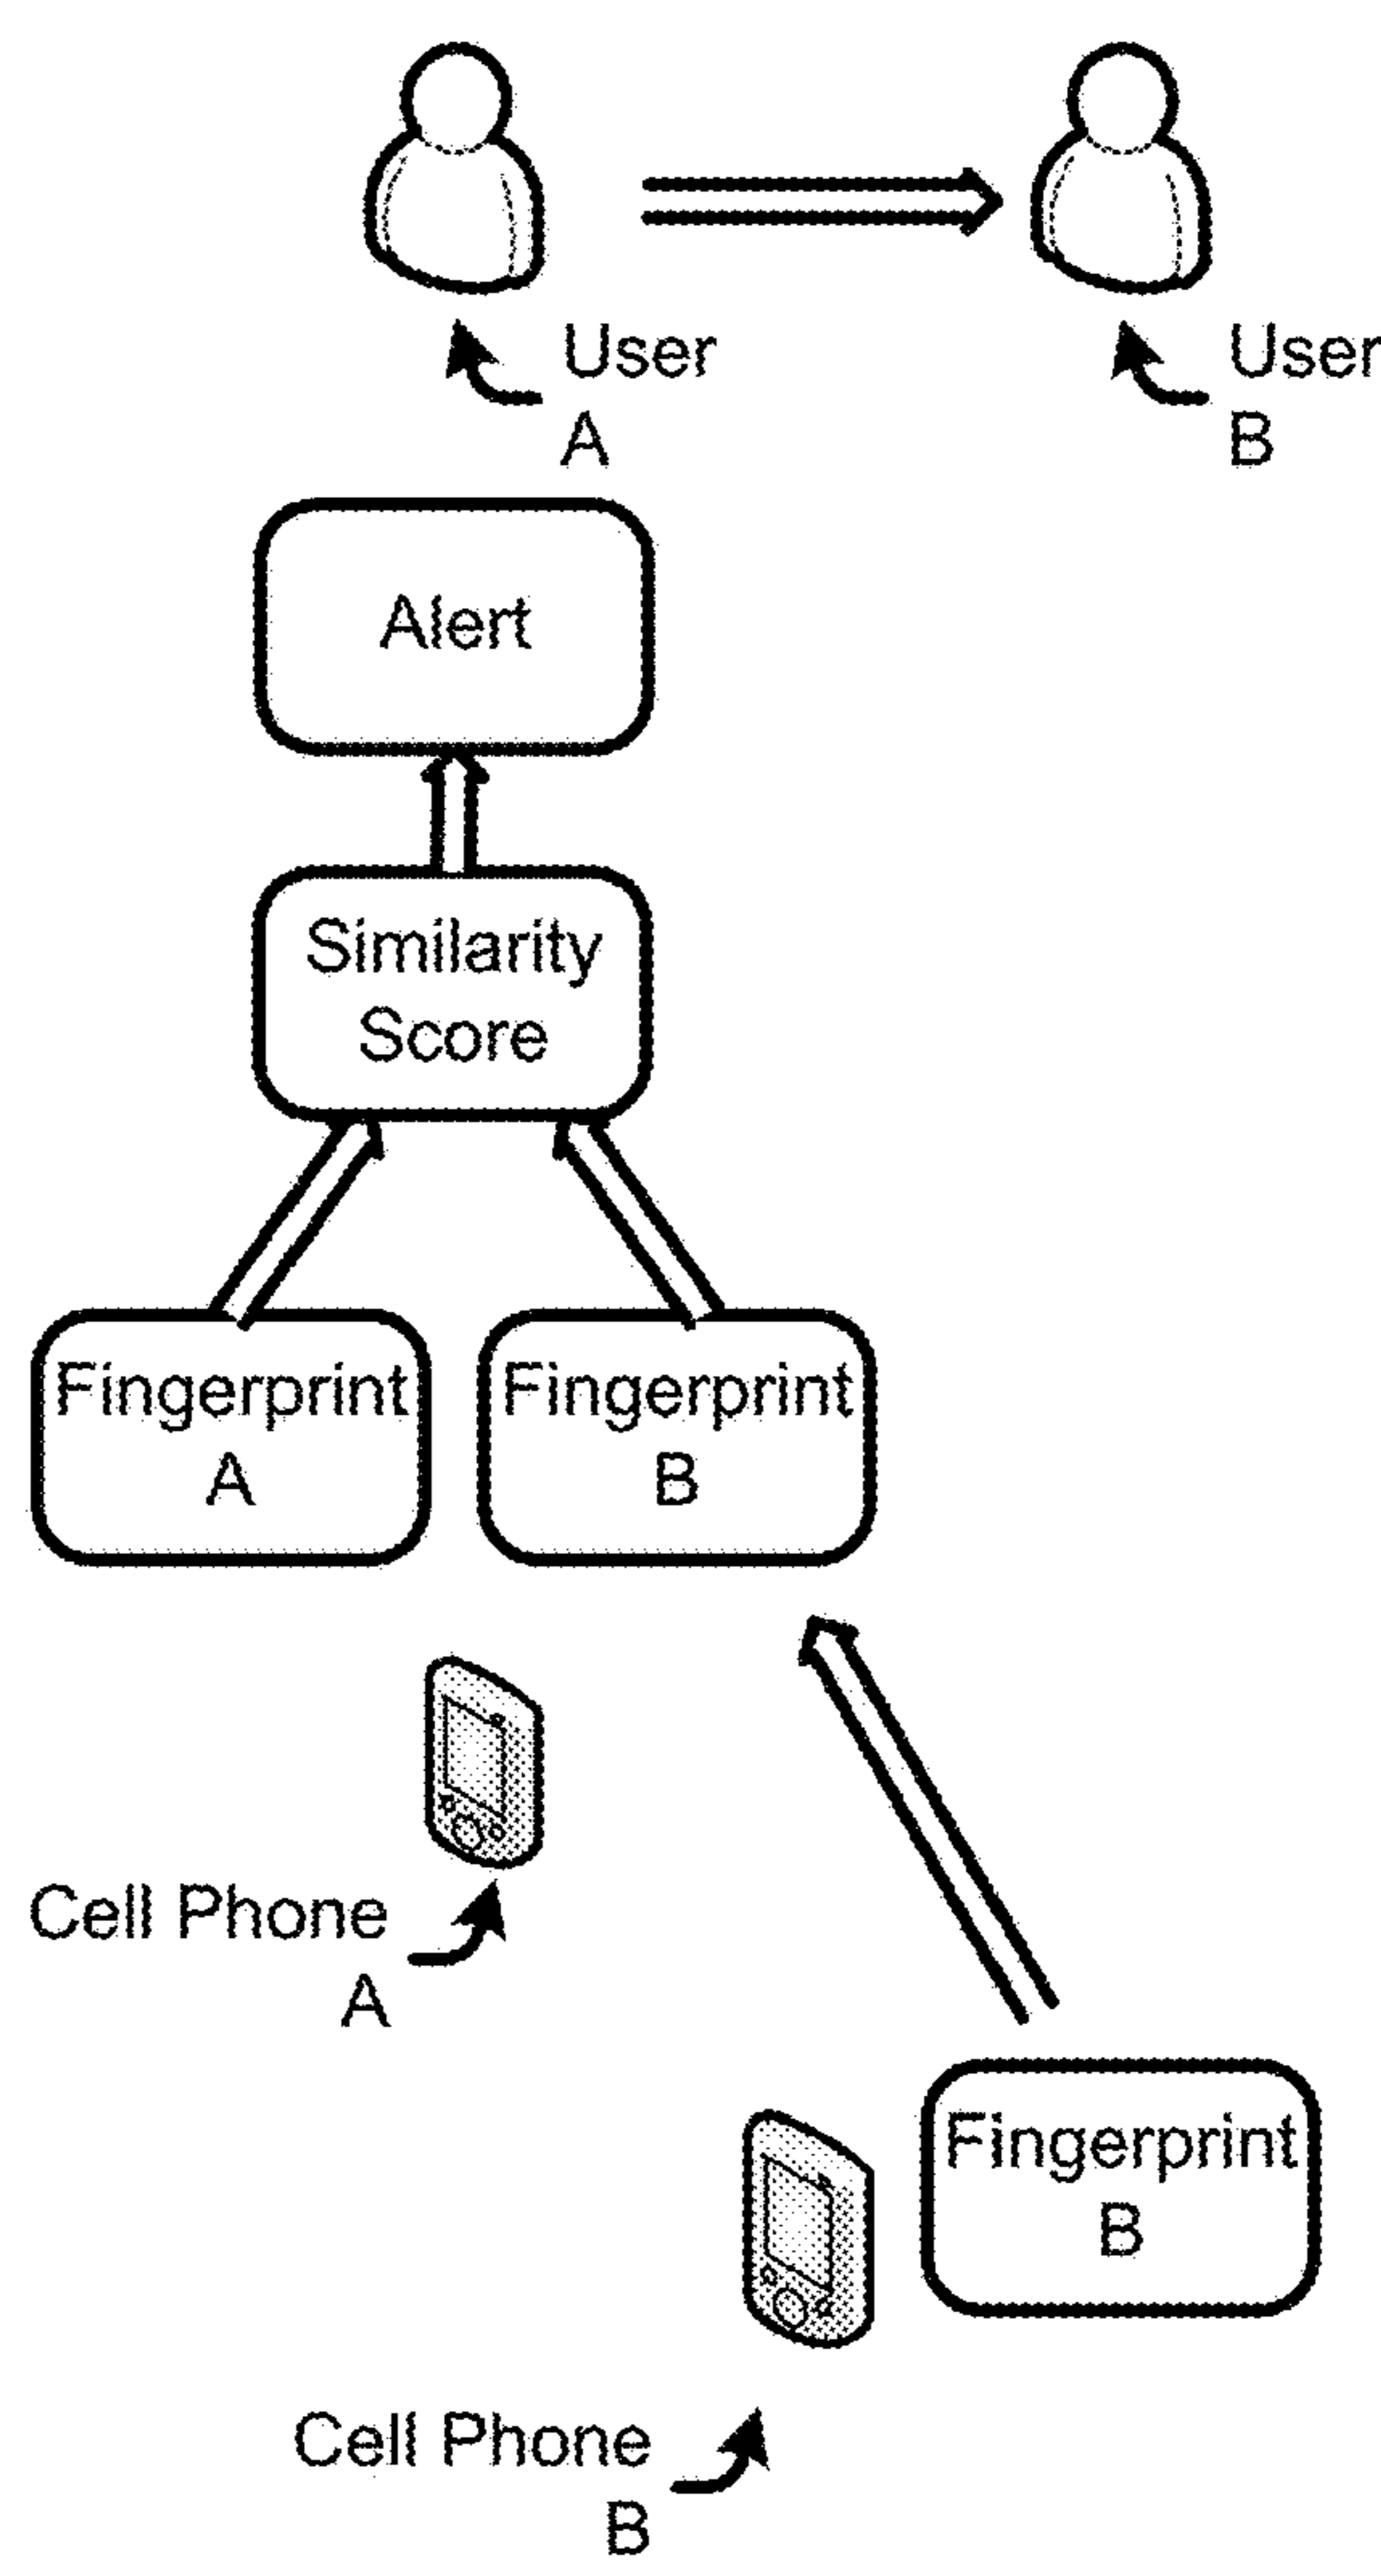 User
A
User
B
Alert
Similarity
Score
Fingerprint
A
Fingerprint
B
Cell Phone
A
Fingerprint
B
Cell Phone
B